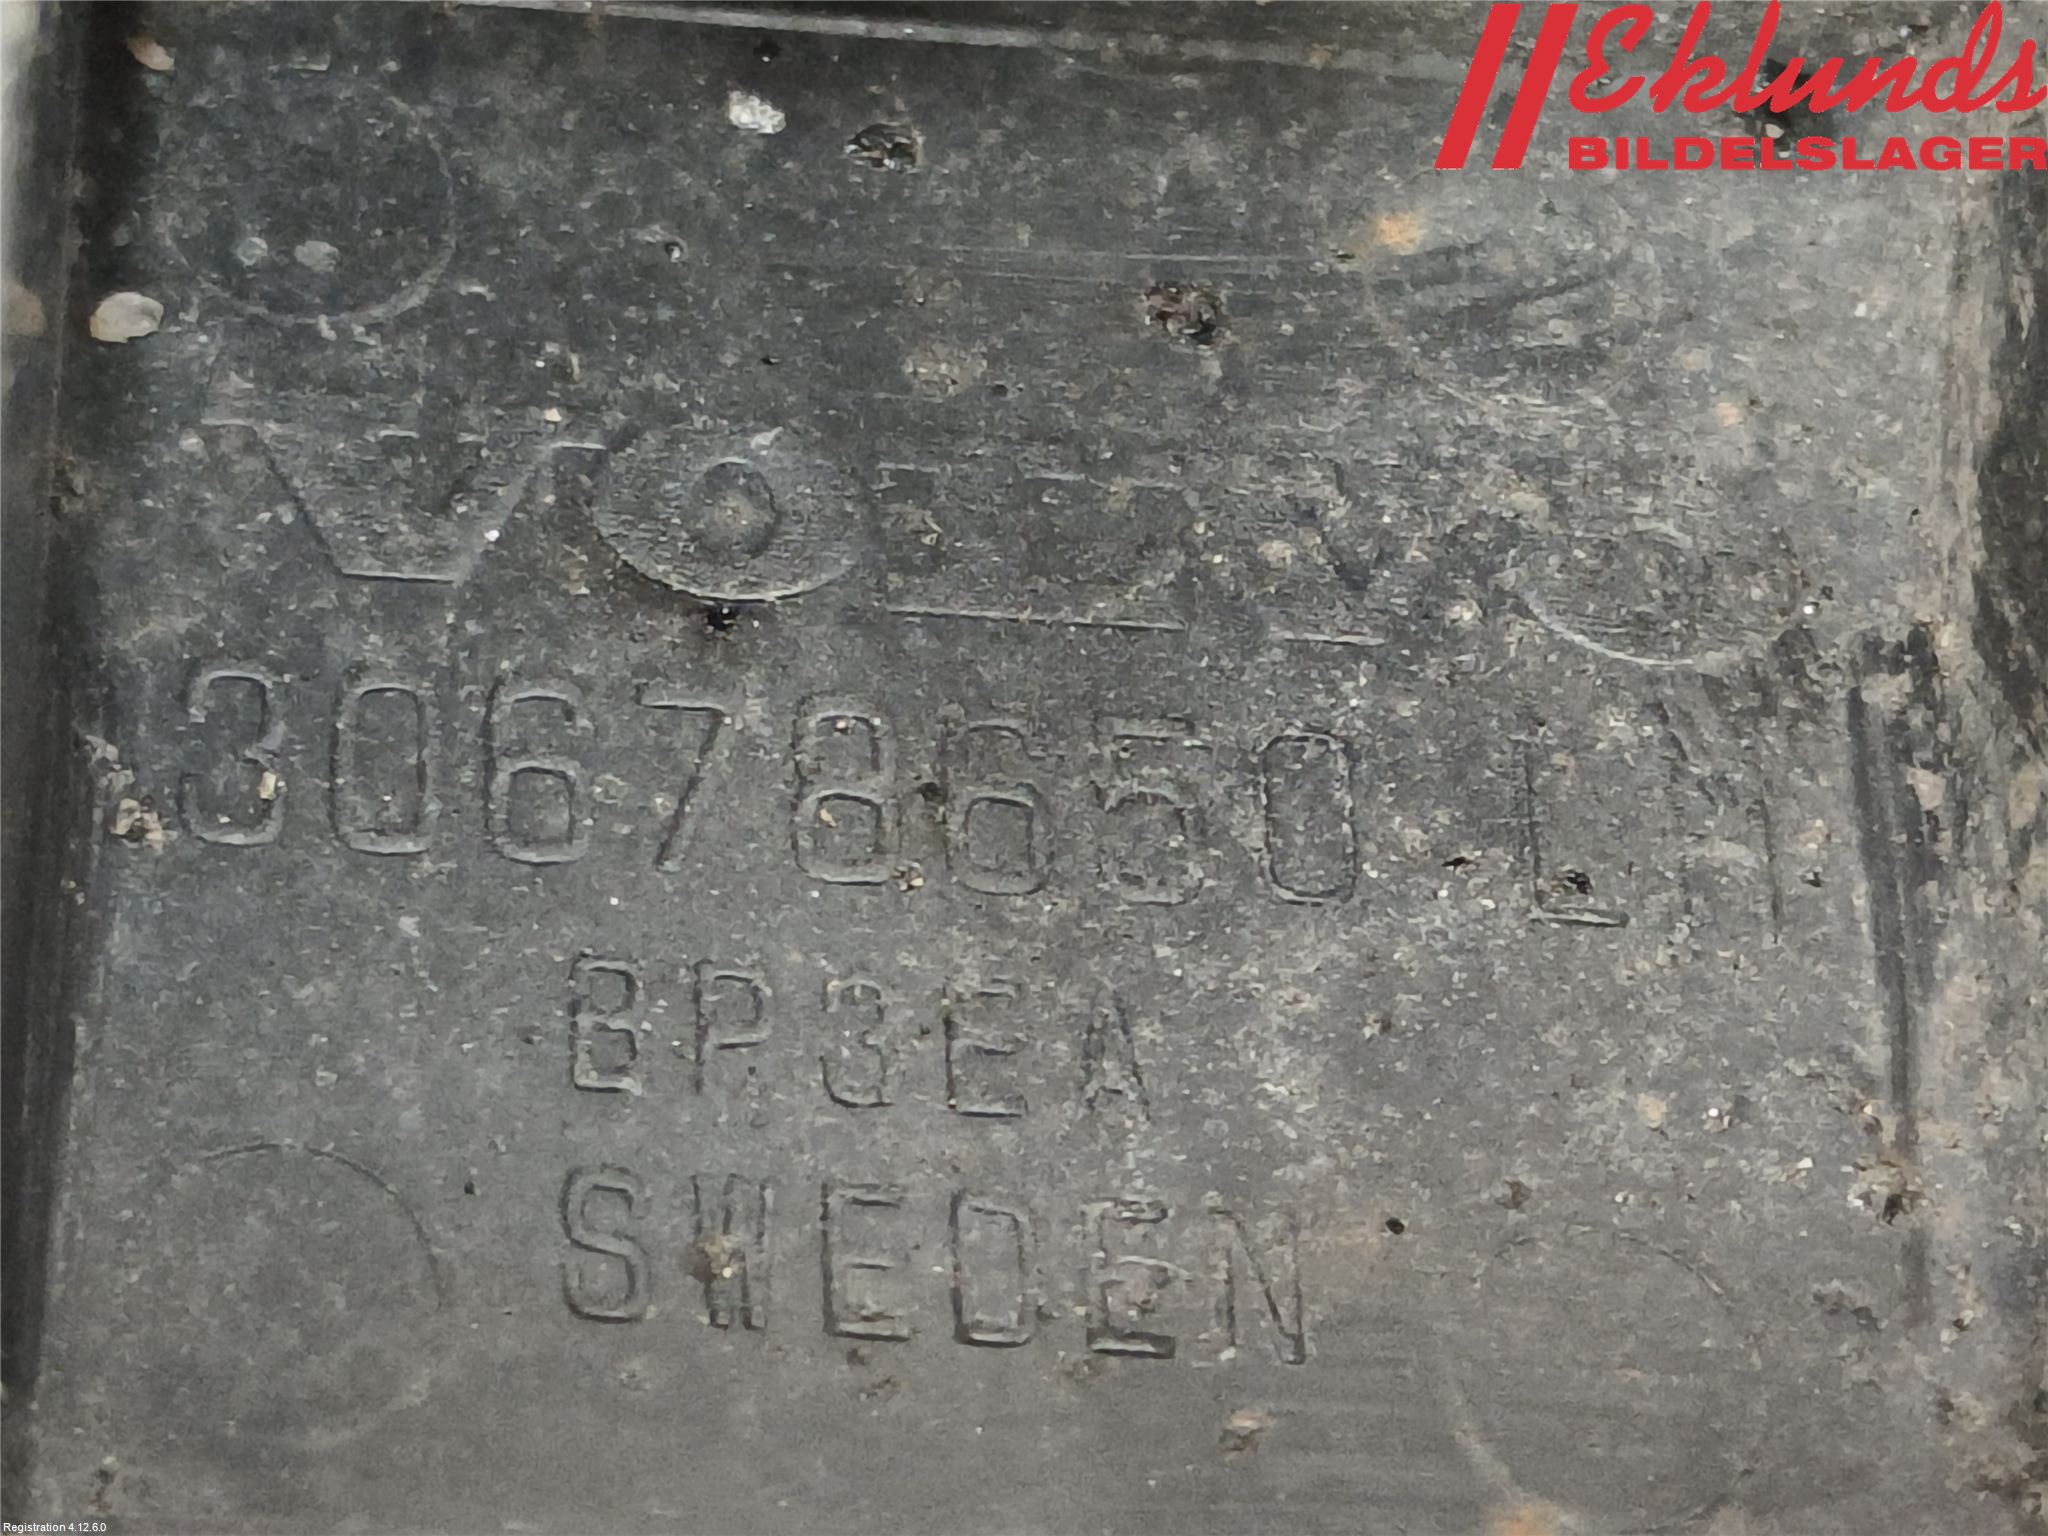 Eklunds
BILDELSLAGER
VOLVO
30678650 L
BP3EA
SWEDEN
Registration 4.12.6.0